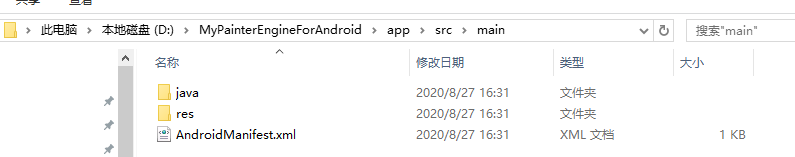 共享 查看
此电脑 > 本地磁盘 (D:) > MyPainterEngineForAndroid > app > src > main 搜索"main"
名称 修改日期 类型 大小
java 2020/8/27 16:31 文件夹
res 2020/8/27 16:31 文件夹
AndroidManifest.xml 2020/8/27 16:31 XML 文档 1 KB